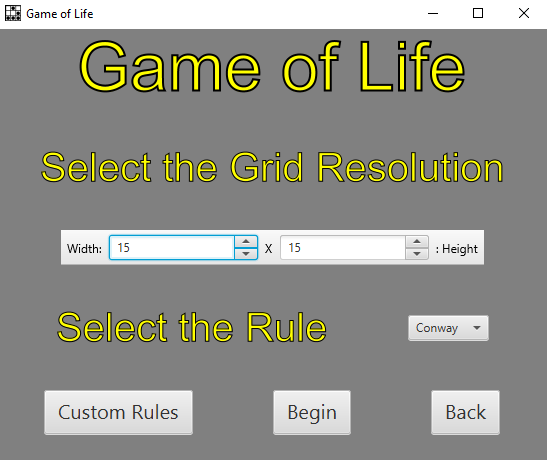 Game of Life
Game of Life
Select the Grid Resolution
Width: 15 X 15 : Height
Select the Rule Conway
Custom Rules Begin Back